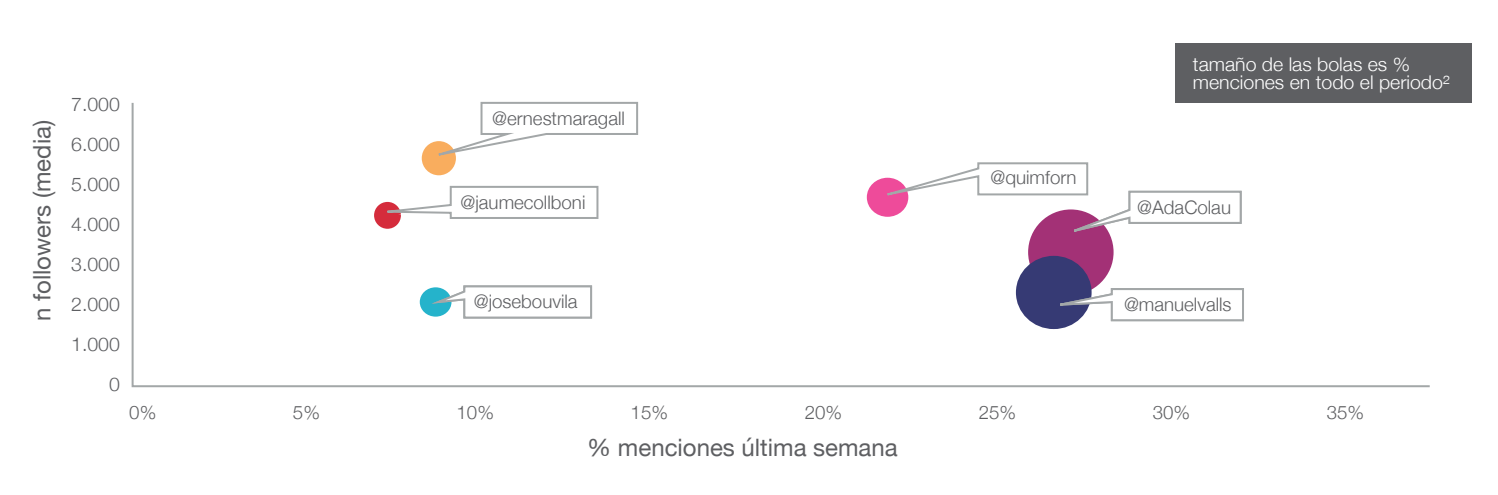 tamaño de las bolas es %
menciones en todo el periodo²
n followers (media)
7.000
6.000
5.000
4.000
3.000
2.000
1.000
0
@ernestmaragall
@jaumecollboni
@josebouvila
@quimforn
@AdaColau
@manuelvalls
0%
5%
10%
15%
20%
25%
30%
35%
% menciones última semana